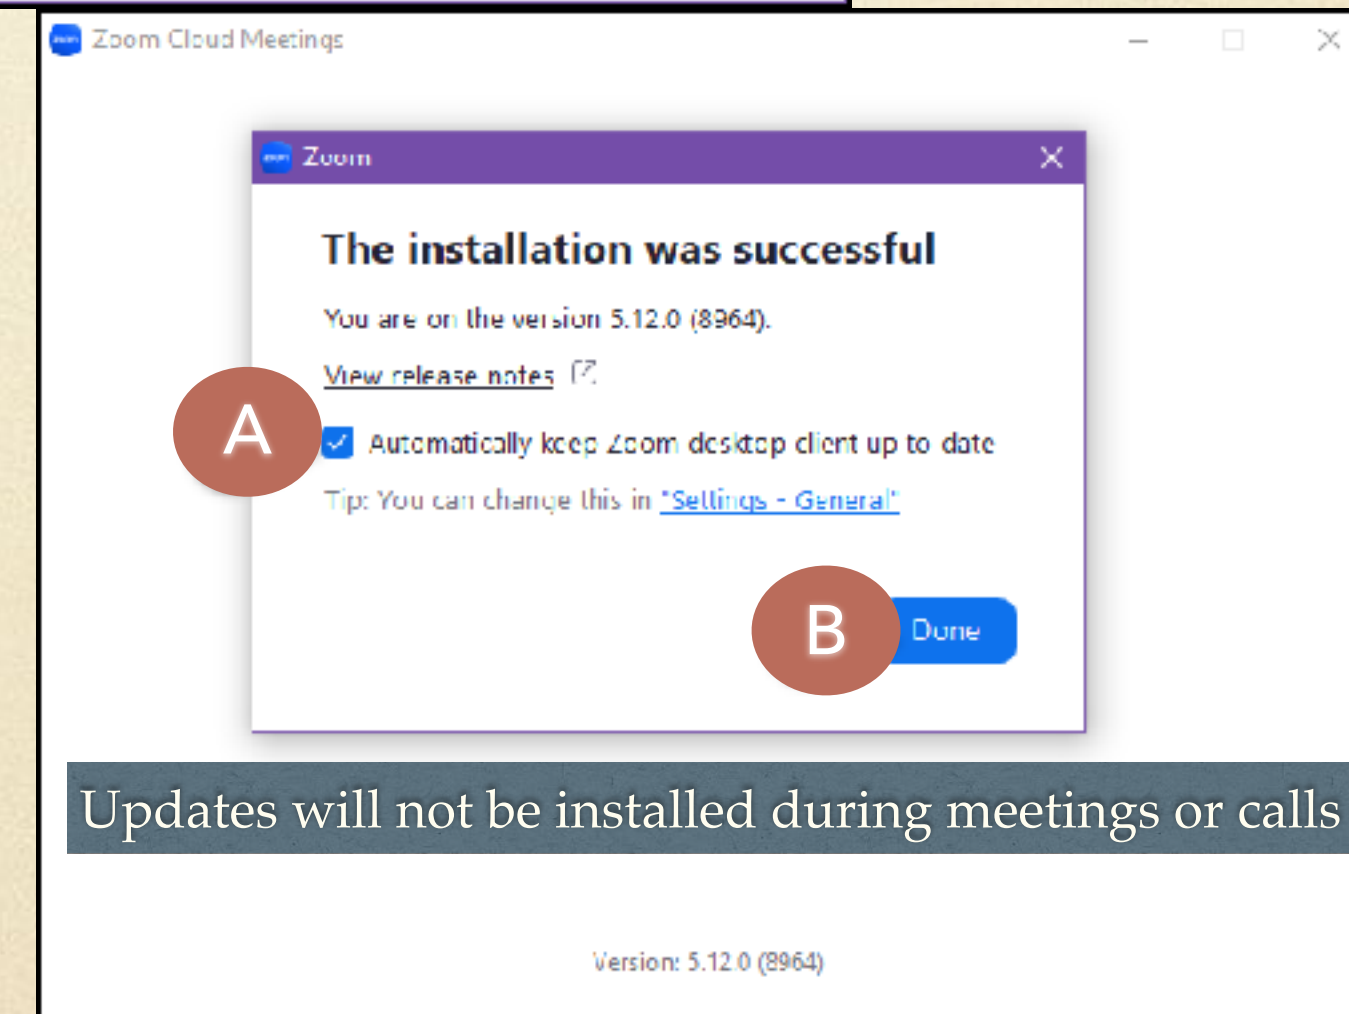 Zoom Cloud Meetings
zoom Zoom
The installation was successful
You are on the version 5.12.0 (8964).
View release notes
A
Automatically keep Zoom desktop client up to date
Tip: You can change this in "Settings - General"
B
Done
Updates will not be installed during meetings or calls
Version: 5.12.0 (8964)